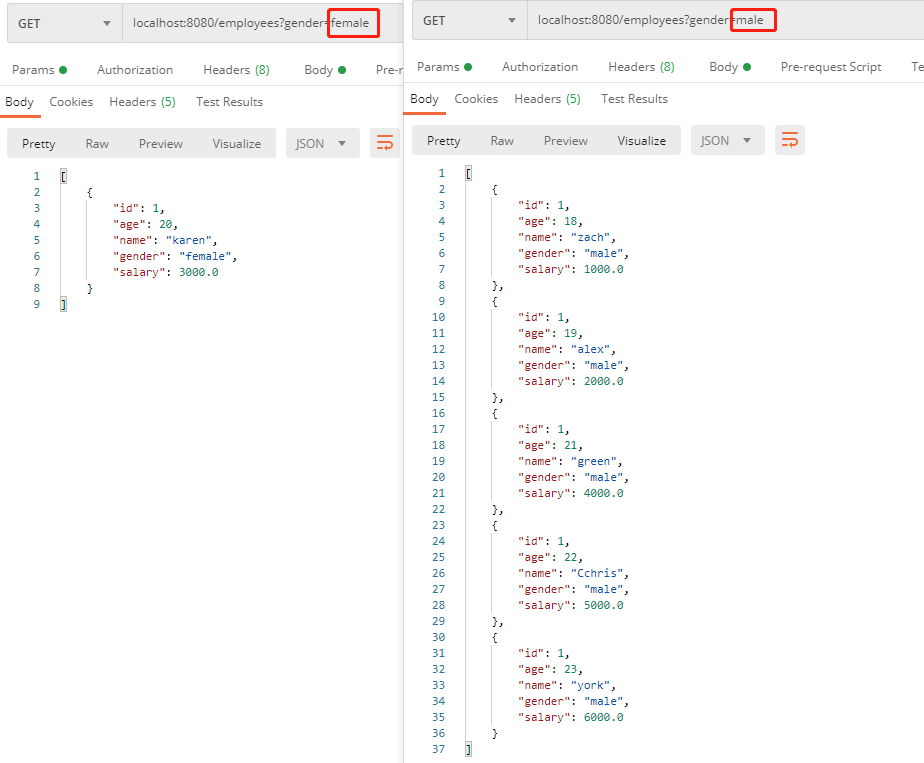 GET localhost:8080/employees?gender=female
Params Authorization Headers (8) Body Pre-r
Body Cookies Headers (5) Test Results
Pretty Raw Preview Visualize JSON
1 [
2 {
3 "id": 1,
4 "age": 20,
5 "name": "karen",
6 "gender": "female",
7 "salary": 3000.0
8 }
9 ]
GET localhost:8080/employees?gender=male
Params Authorization Headers (8) Body Pre-request Script Te
Body Cookies Headers (5) Test Results
Pretty Raw Preview Visualize JSON
1 [
2 {
3 "id": 1,
4 "age": 18,
5 "name": "zach",
6 "gender": "male",
7 "salary": 1000.0
8 },
9 {
10 "id": 1,
11 "age": 19,
12 "name": "alex",
13 "gender": "male",
14 "salary": 2000.0
15 },
16 {
17 "id": 1,
18 "age": 21,
19 "name": "green",
20 "gender": "male",
21 "salary": 4000.0
22 },
23 {
24 "id": 1,
25 "age": 22,
26 "name": "Cchris",
27 "gender": "male",
28 "salary": 5000.0
29 },
30 {
31 "id": 1,
32 "age": 23,
33 "name": "york",
34 "gender": "male",
35 "salary": 6000.0
36 }
37 ]